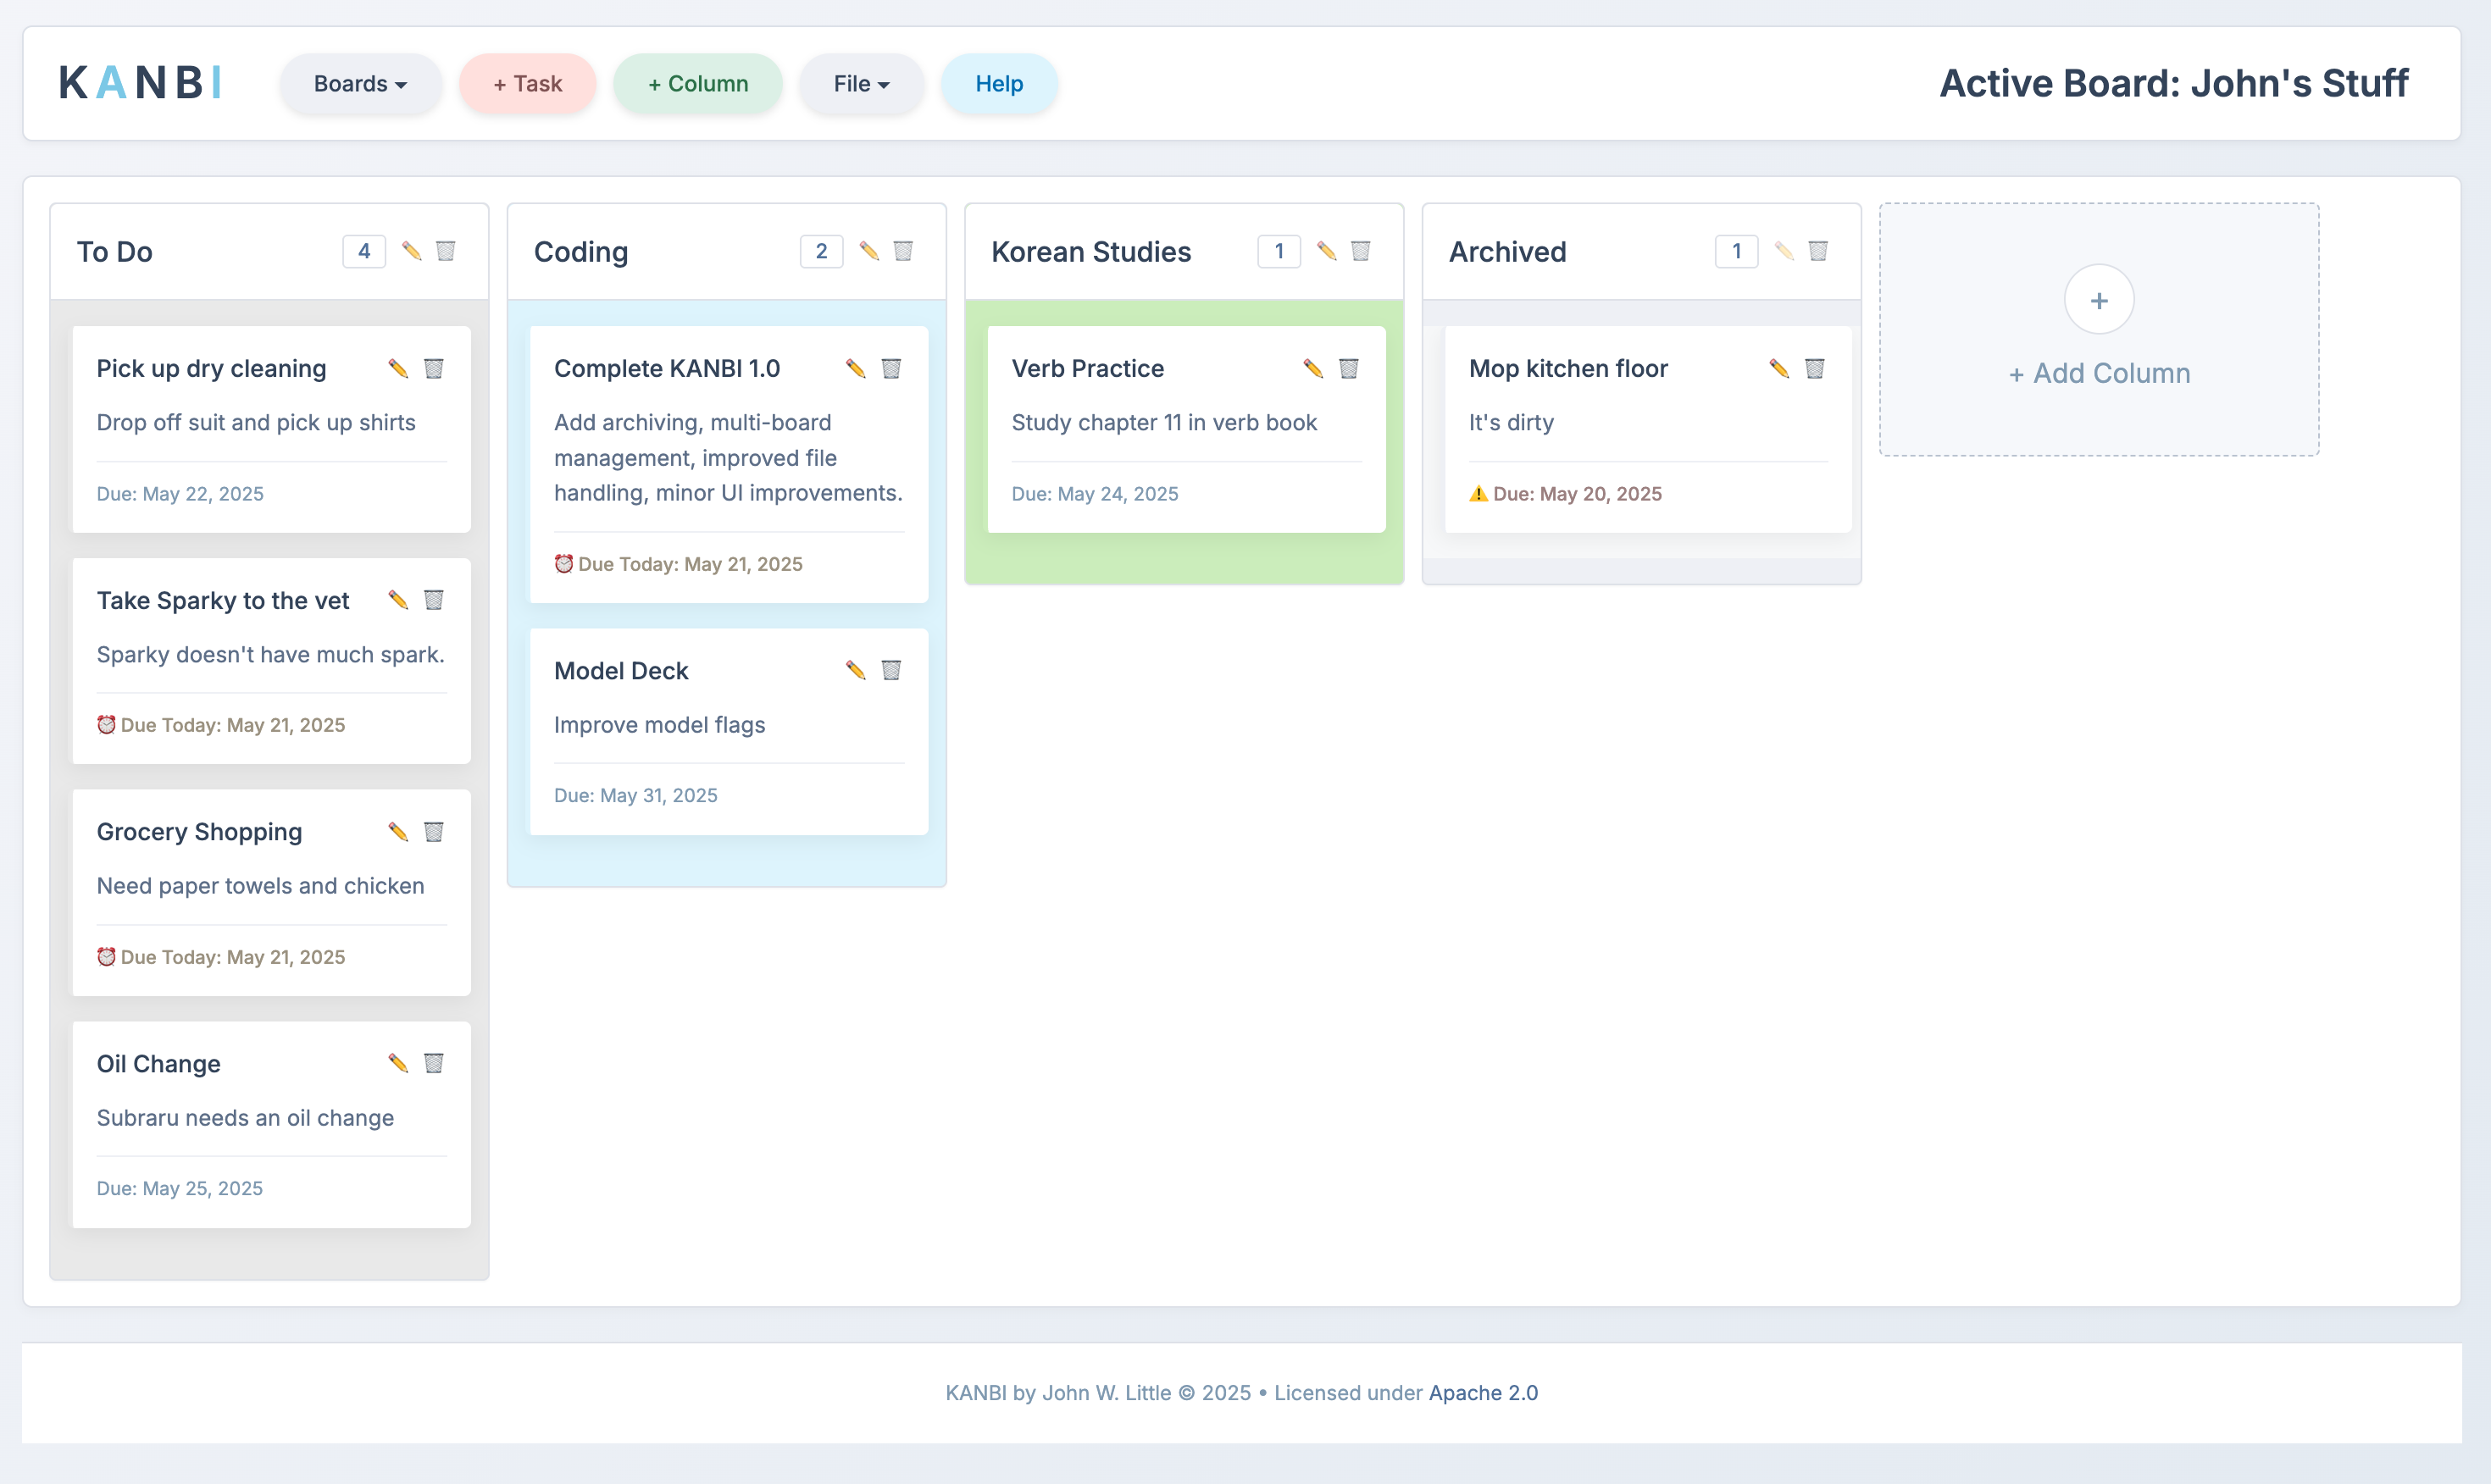 KANBI
Boards
+ Task
+ Column
File
Help
Active Board: John's Stuff
To Do
4
Pick up dry cleaning
Drop off suit and pick up shirts
Due: May 22, 2025
Take Sparky to the vet
Sparky doesn't have much spark.
Due Today: May 21, 2025
Grocery Shopping
Need paper towels and chicken
Due Today: May 21, 2025
Oil Change
Subraru needs an oil change
Due: May 25, 2025
Coding
2
Complete KANBI 1.0
Add archiving, multi-board
management, improved file
handling, minor UI improvements.
Due Today: May 21, 2025
Model Deck
Improve model flags
Due: May 31, 2025
Korean Studies
1
Verb Practice
Study chapter 11 in verb book
Due: May 24, 2025
Archived
1
Mop kitchen floor
It's dirty
Due: May 20, 2025
+
+ Add Column
KANBI by John W. Little © 2025 • Licensed under Apache 2.0